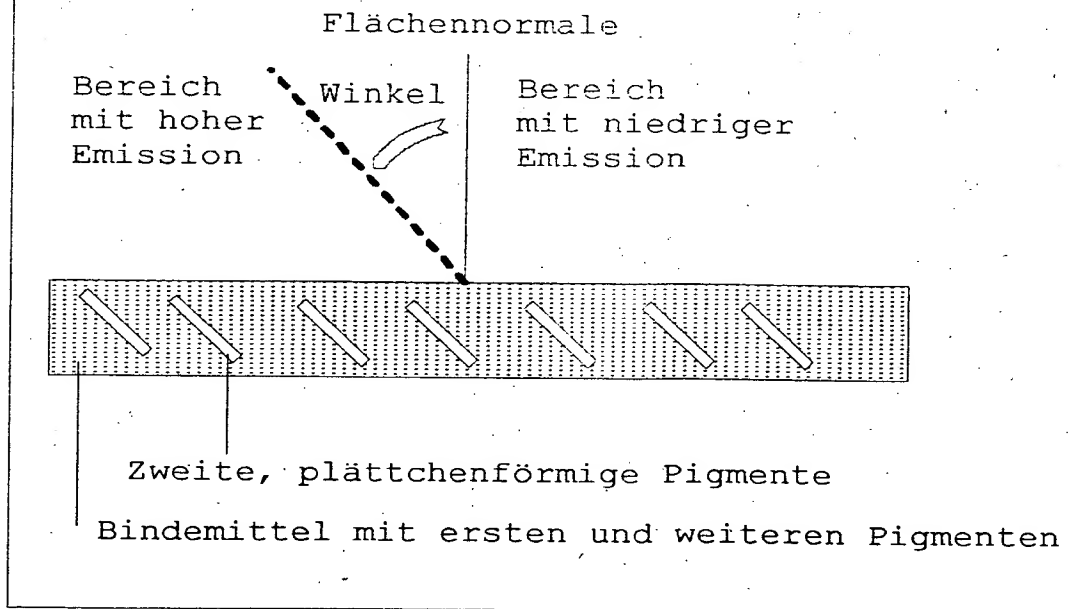 Flächennormale
Bereich
mit hoher
Emission
Winkel
Bereich
mit niedriger
Emission
Zweite, plättchenförmige Pigmente
Bindemittel mit ersten und weiteren Pigmenten